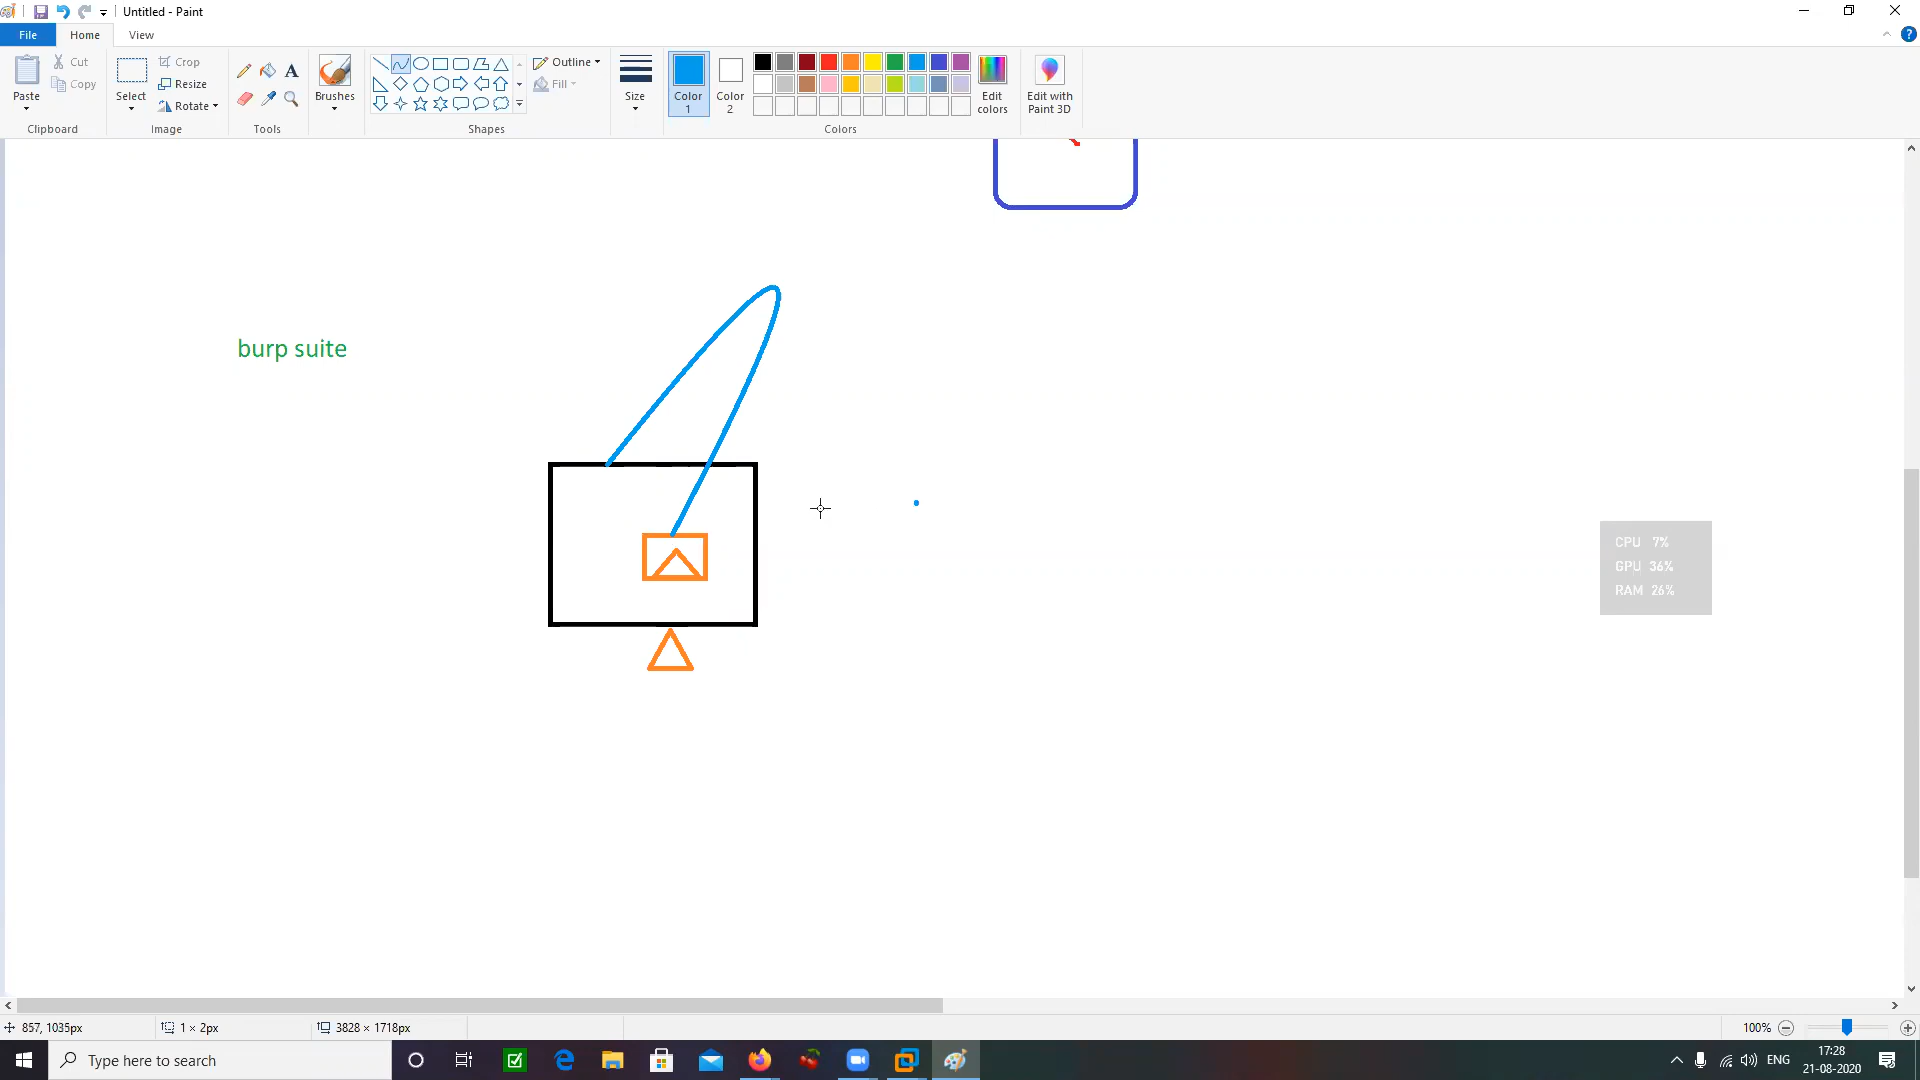 Untitled - Paint
File Home View
Paste
Cut
Copy
Clipboard
Select
Crop
Resize
Rotate
Image
Tools
Brushes
Shapes
Outline
Fill
Size
Color 1
Color 2
Edit colors
Edit with Paint 3D
Colors
burp suite
CPU 7%
GPU 36%
RAM 26%
857, 1035px
1 × 2px
3828 × 1718px
100%
Type here to search
ENG
17:28
21-08-2020